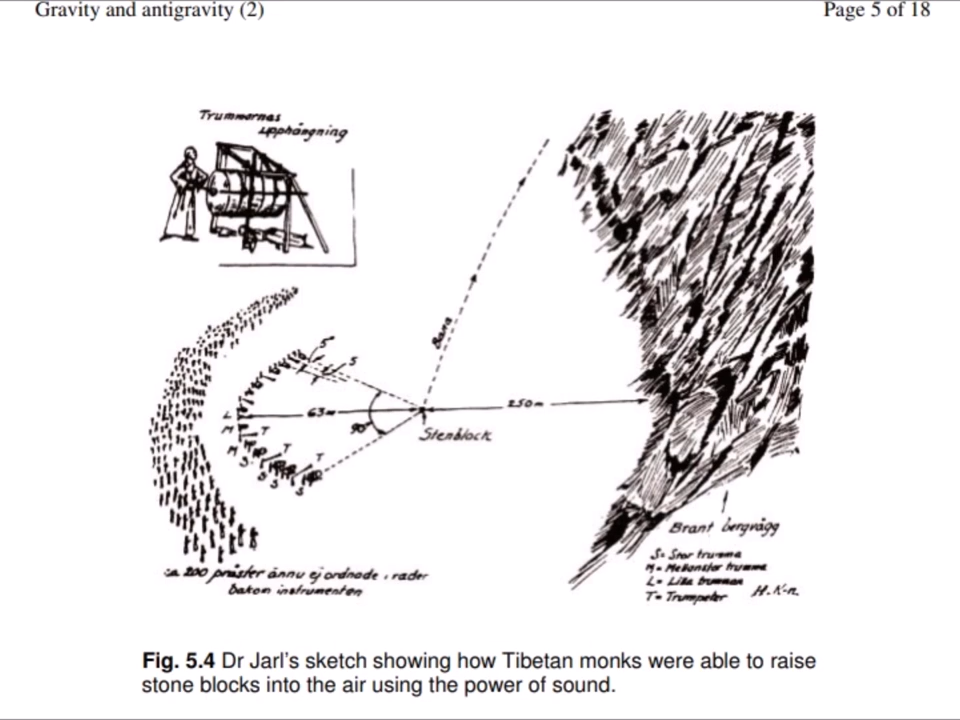 Gravity and antigravity (2)
Page 5 of 18
Trummornas
upphängning
Bana
S
S
L
63 m
250 m
M
T
90°
Stenblock
M
T
S
T
S
S
S
Brant bergvägg
S= Stor trumma
M= Mellanstor trumma
L= Lilla trumman
T= Trumpeter
H.K-n.
ca 200 präster ännu ej ordnade i rader
bakom instrumenten
Fig. 5.4 Dr Jarl's sketch showing how Tibetan monks were able to raise
stone blocks into the air using the power of sound.